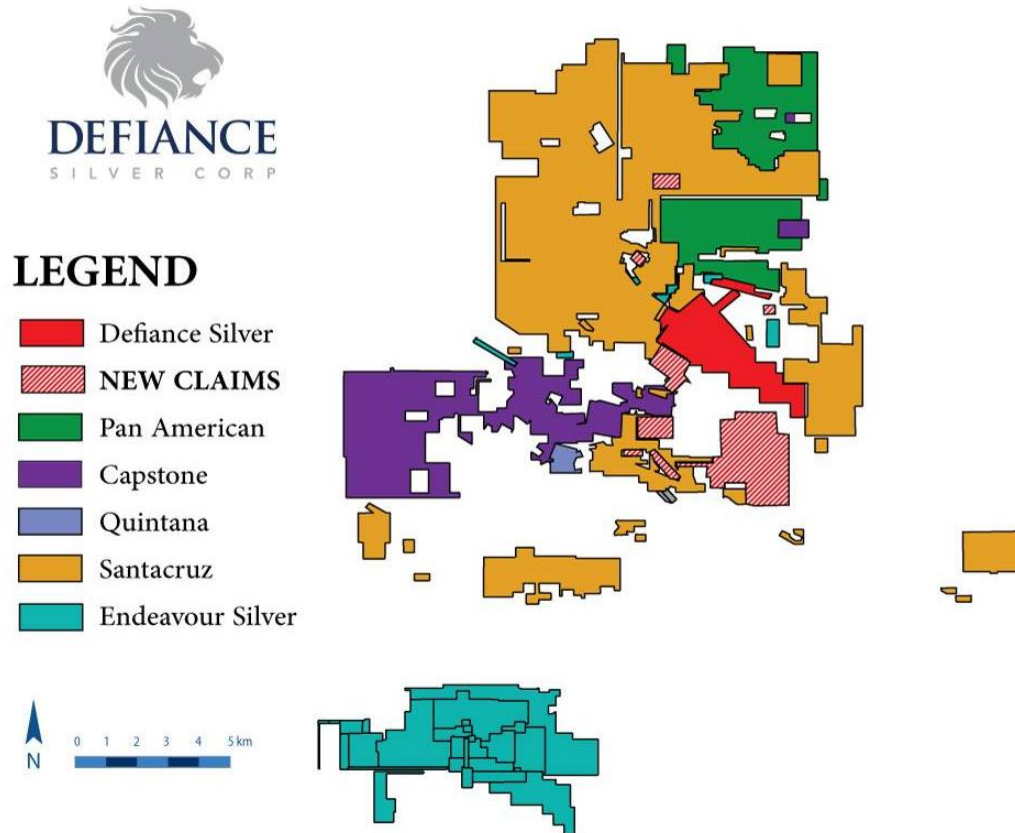 DEFIANCE
SILVER CORP
LEGEND
Defiance Silver
NEW CLAIMS
Pan American
Capstone
Quintana
Santacruz
Endeavour Silver
N
0 1 2 3 4 5 km